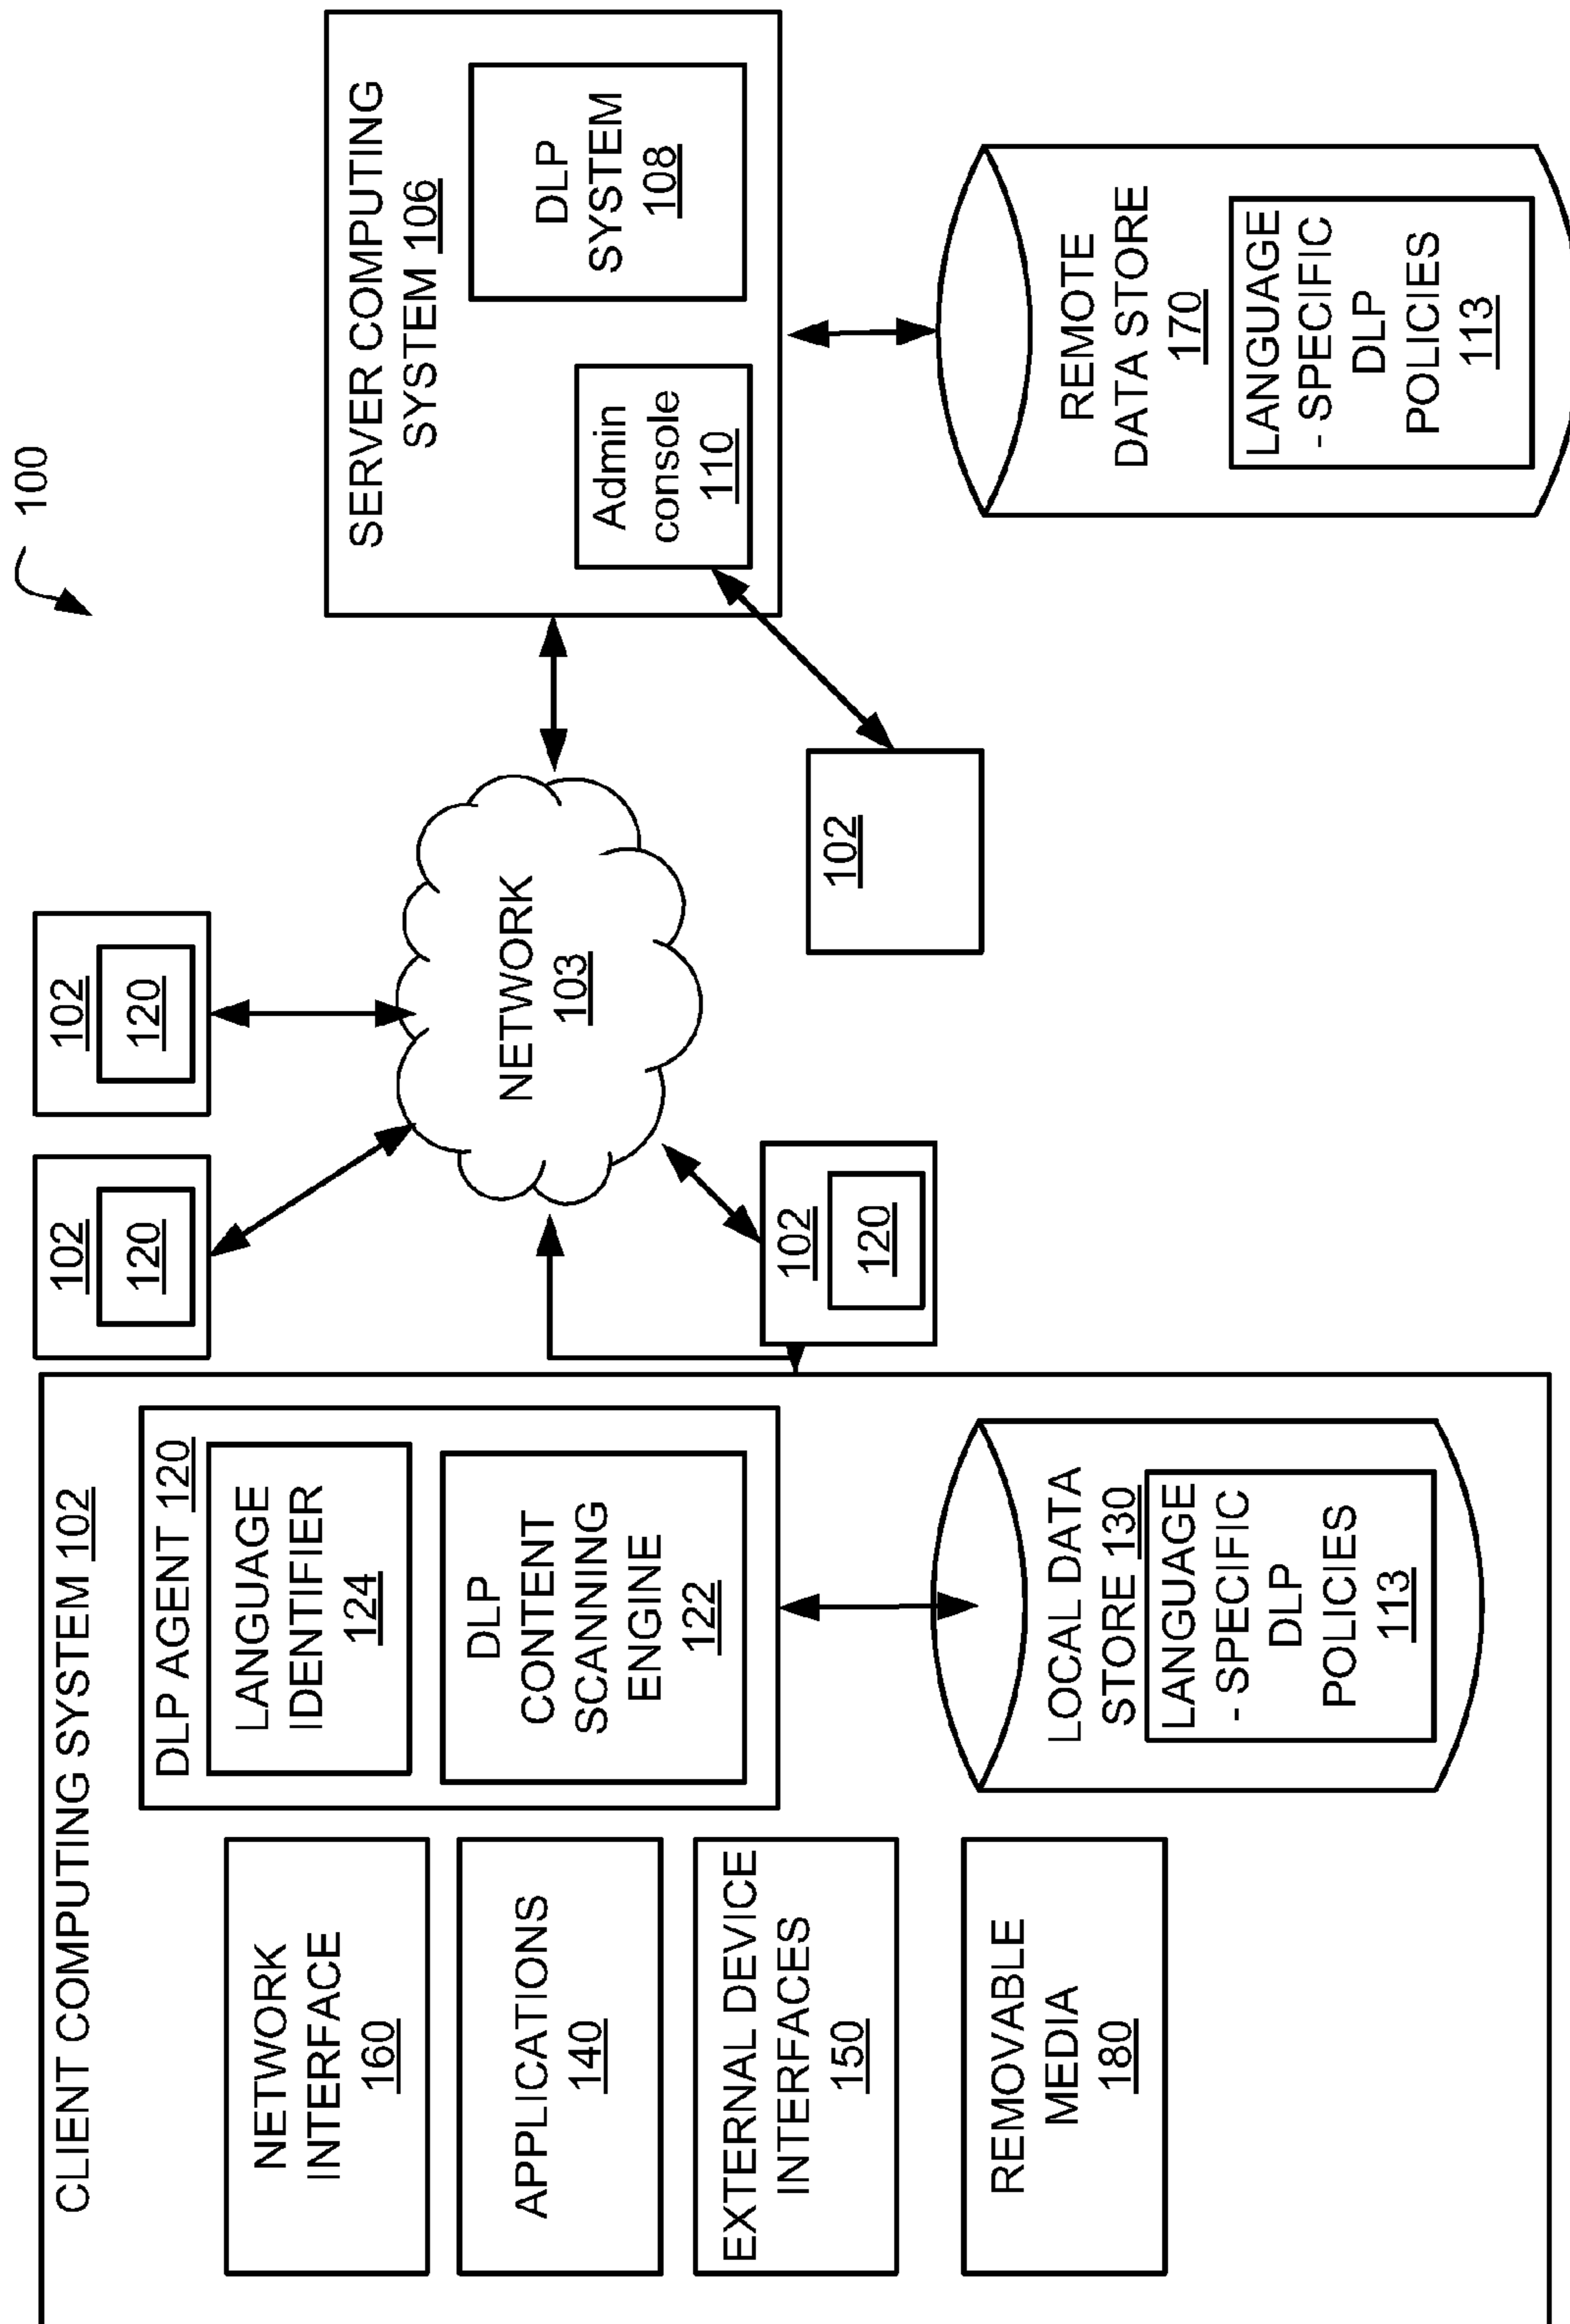 100
CLIENT COMPUTING SYSTEM 102
NETWORK
INTERFACE
160
APPLICATIONS
140
EXTERNAL DEVICE
INTERFACES
150
REMOVABLE
MEDIA
180
DLP AGENT 120
LANGUAGE
IDENTIFIER
124
DLP
CONTENT
SCANNING
ENGINE
122
LOCAL DATA
STORE 130
LANGUAGE
- SPECIFIC
DLP
POLICIES
113
102
120
102
120
102
120
NETWORK
103
102
SERVER COMPUTING
SYSTEM 106
DLP
SYSTEM
108
Admin
console
110
REMOTE
DATA STORE
170
LANGUAGE
- SPECIFIC
DLP
POLICIES
113